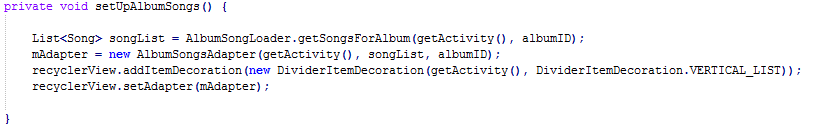 private void setUpAlbumSongs() {
List<Song> songList = AlbumSongLoader.getSongsForAlbum(getActivity(), albumID);
mAdapter = new AlbumSongsAdapter(getActivity(), songList, albumID);
recyclerView.addItemDecoration(new DividerItemDecoration(getActivity(), DividerItemDecoration.VERTICAL_LIST));
recyclerView.setAdapter(mAdapter);
}